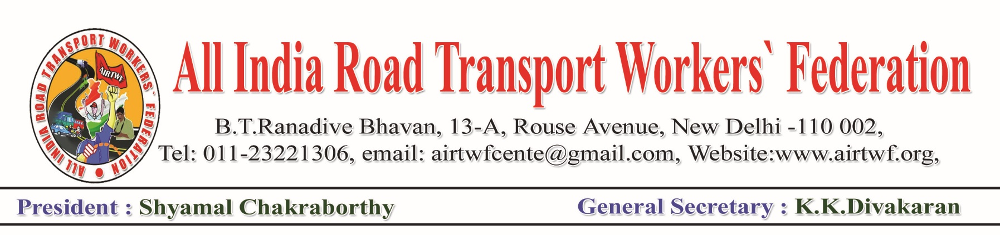 ALL INDIA ROAD TRANSPORT WORKERS` FEDERATION
AIRTWF
All India Road Transport Workers` Federation
B.T.Ranadive Bhavan, 13-A, Rouse Avenue, New Delhi -110 002,
Tel: 011-23221306, email: airtwfcente@gmail.com, Website:www.airtwf.org,
President : Shyamal Chakraborthy
General Secretary : K.K.Divakaran